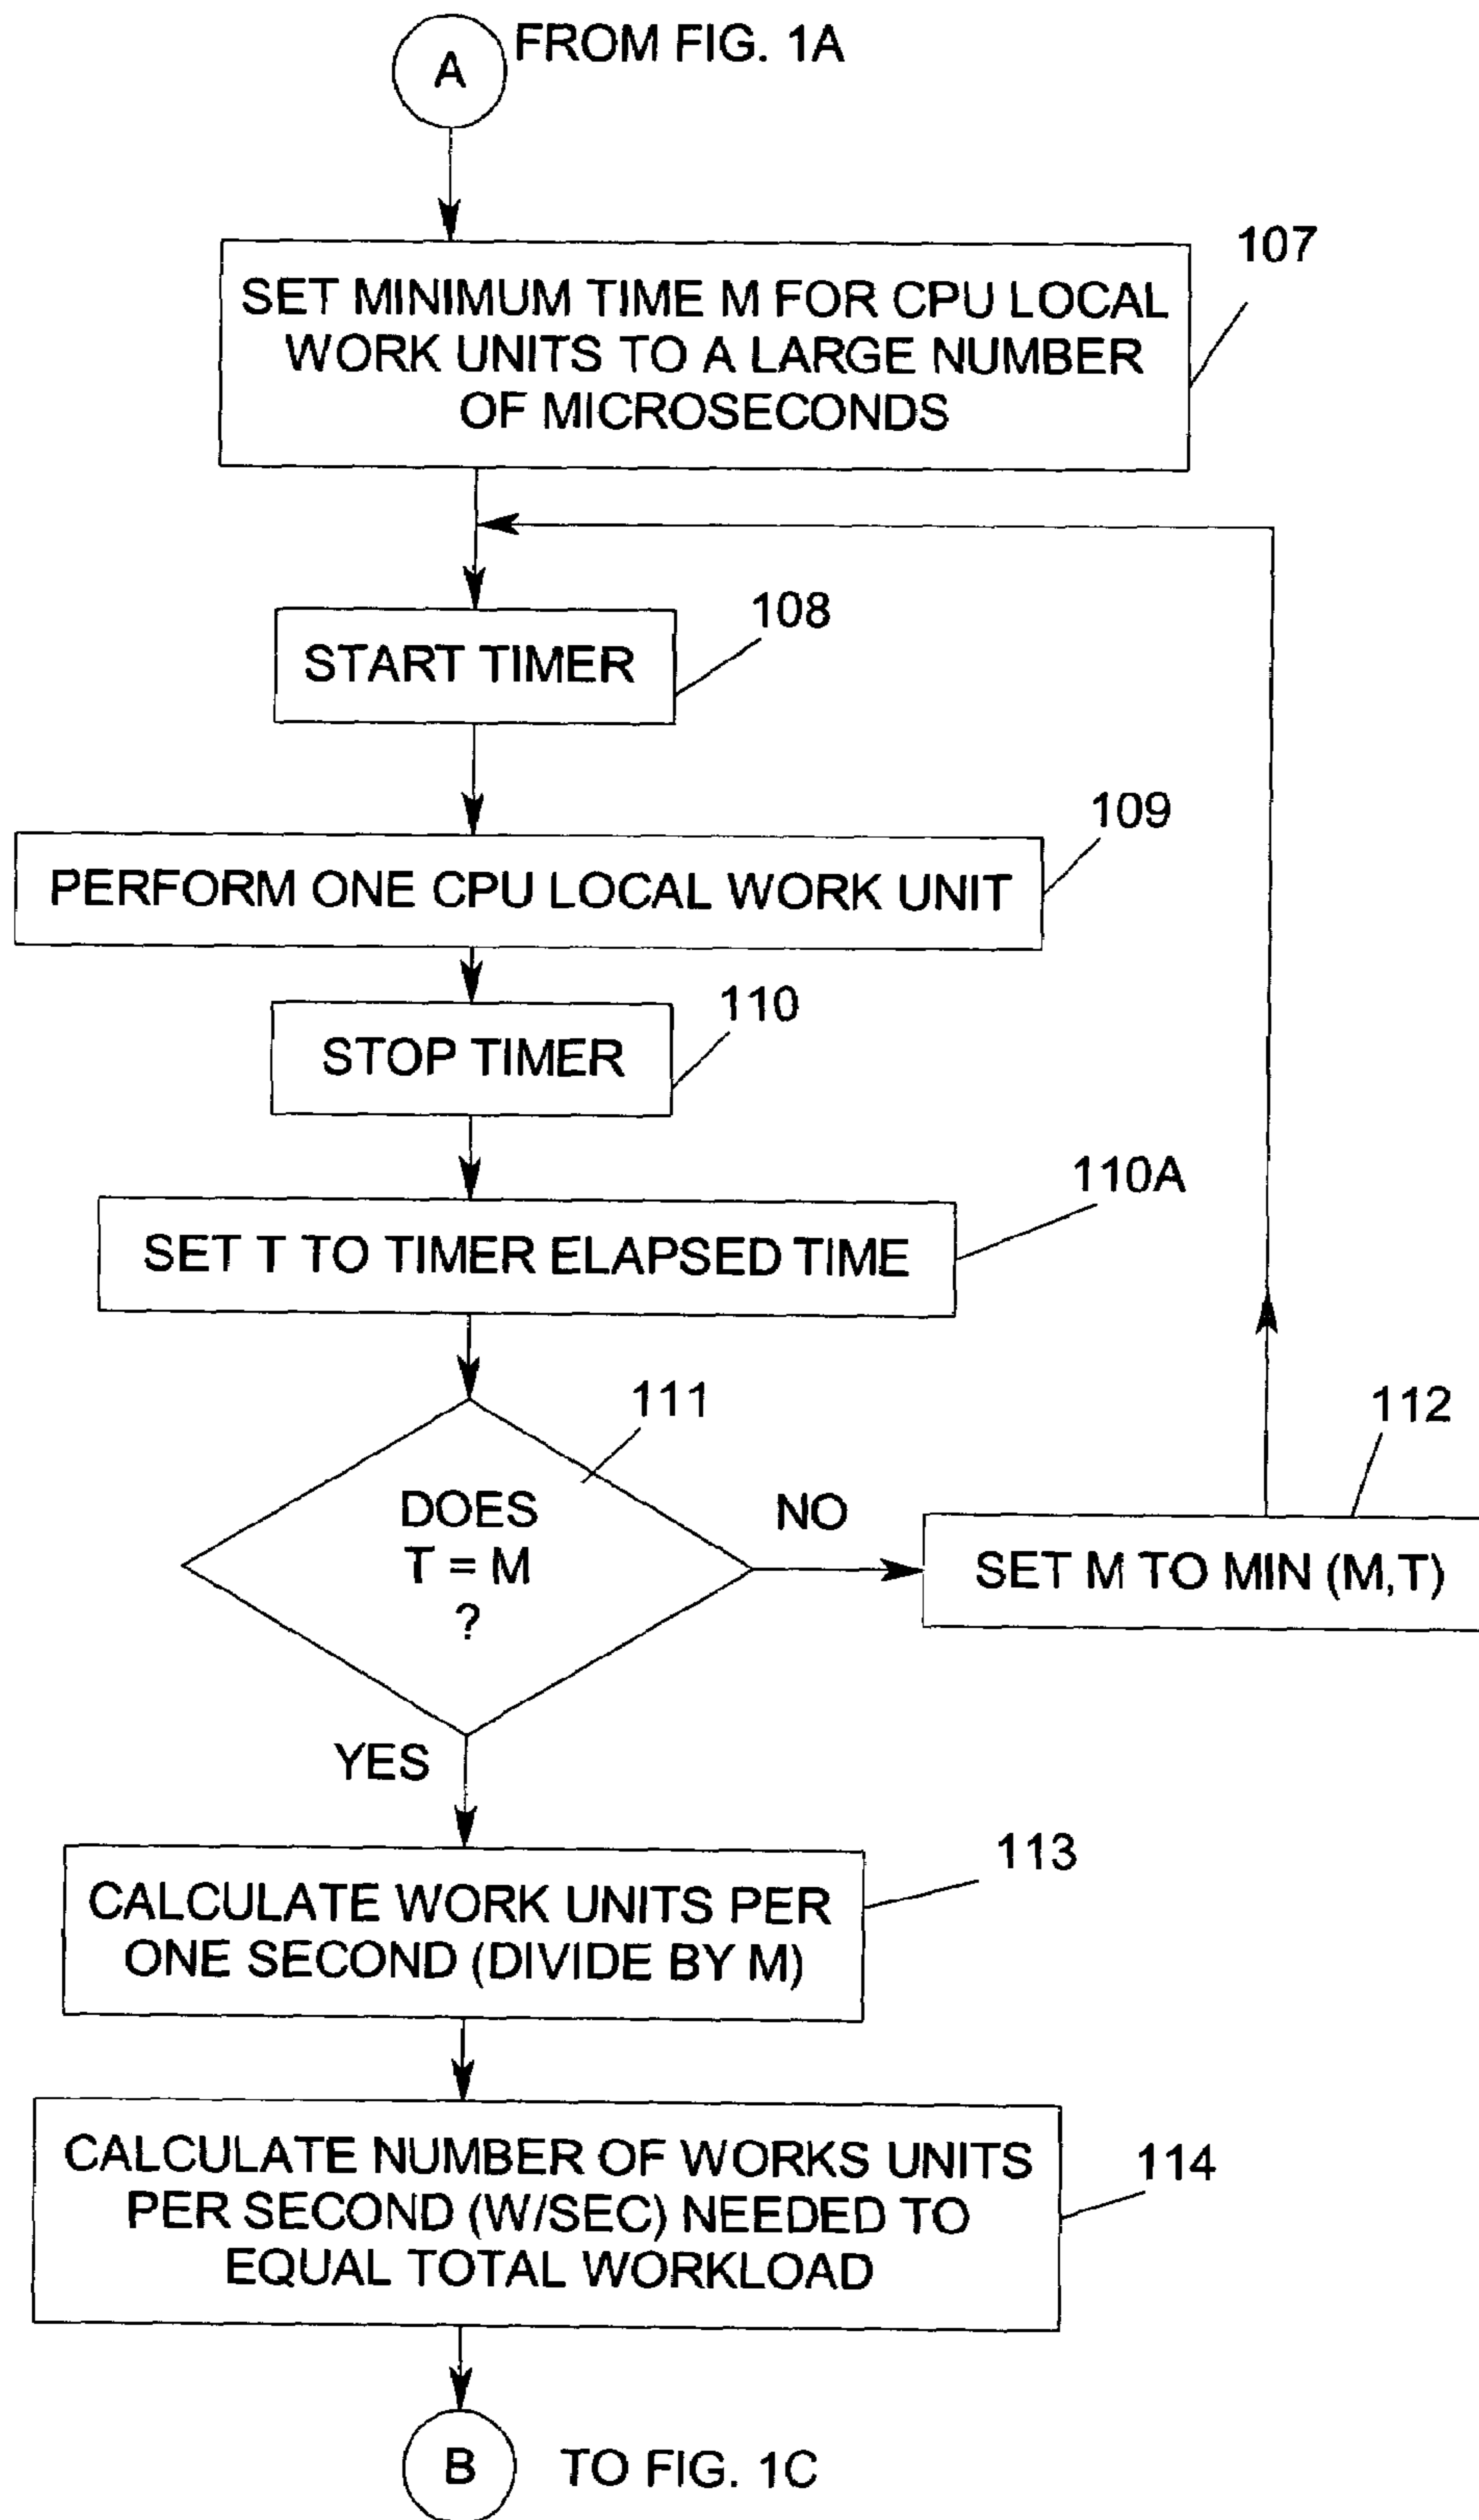 A
FROM FIG. 1A
107
SET MINIMUM TIME M FOR CPU LOCAL
WORK UNITS TO A LARGE NUMBER
OF MICROSECONDS
108
START TIMER
109
PERFORM ONE CPU LOCAL WORK UNIT
110
STOP TIMER
110A
SET T TO TIMER ELAPSED TIME
111
DOES
T = M
?
NO
112
SET M TO MIN (M,T)
YES
113
CALCULATE WORK UNITS PER
ONE SECOND (DIVIDE BY M)
114
CALCULATE NUMBER OF WORKS UNITS
PER SECOND (W/SEC) NEEDED TO
EQUAL TOTAL WORKLOAD
B
TO FIG. 1C